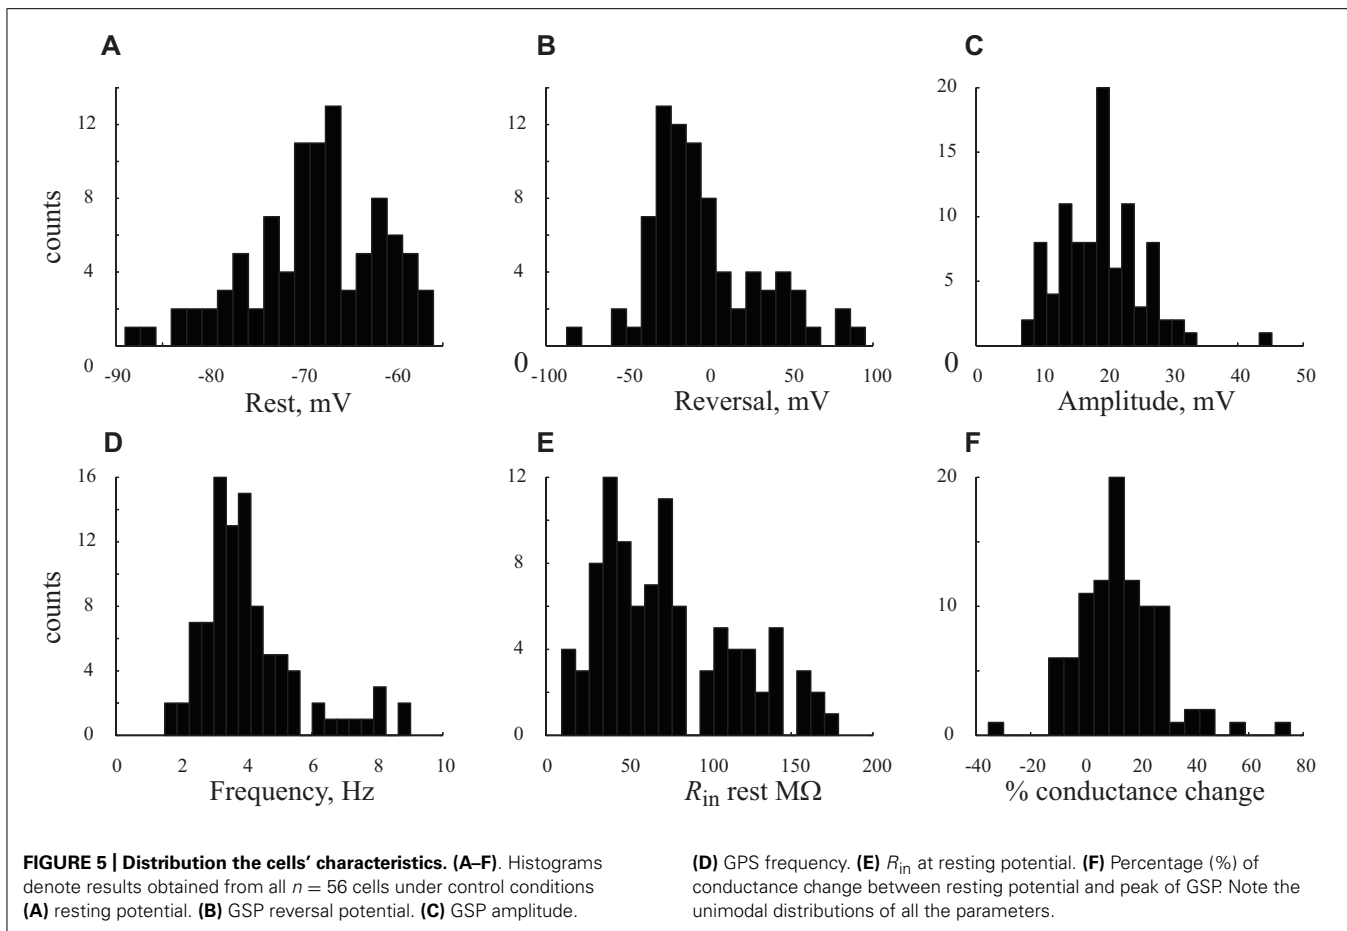 A
B
C
12
8
4
0
counts
-90
-80
-70
-60
Rest, mV
12
8
4
0
-100
-50
0
50
100
Reversal, mV
20
15
10
5
0
0
10
20
30
40
50
Amplitude, mV
D
E
F
16
12
8
4
0
counts
0
2
4
6
8
10
Frequency, Hz
12
8
4
0
0
50
100
150
200
Rin rest MΩ
20
10
0
-40
-20
0
20
40
60
80
% conductance change
FIGURE 5 | Distribution the cells' characteristics. (A–F). Histograms
denote results obtained from all n = 56 cells under control conditions
(A) resting potential. (B) GSP reversal potential. (C) GSP amplitude.
(D) GPS frequency. (E) Rin at resting potential. (F) Percentage (%) of
conductance change between resting potential and peak of GSP. Note the
unimodal distributions of all the parameters.